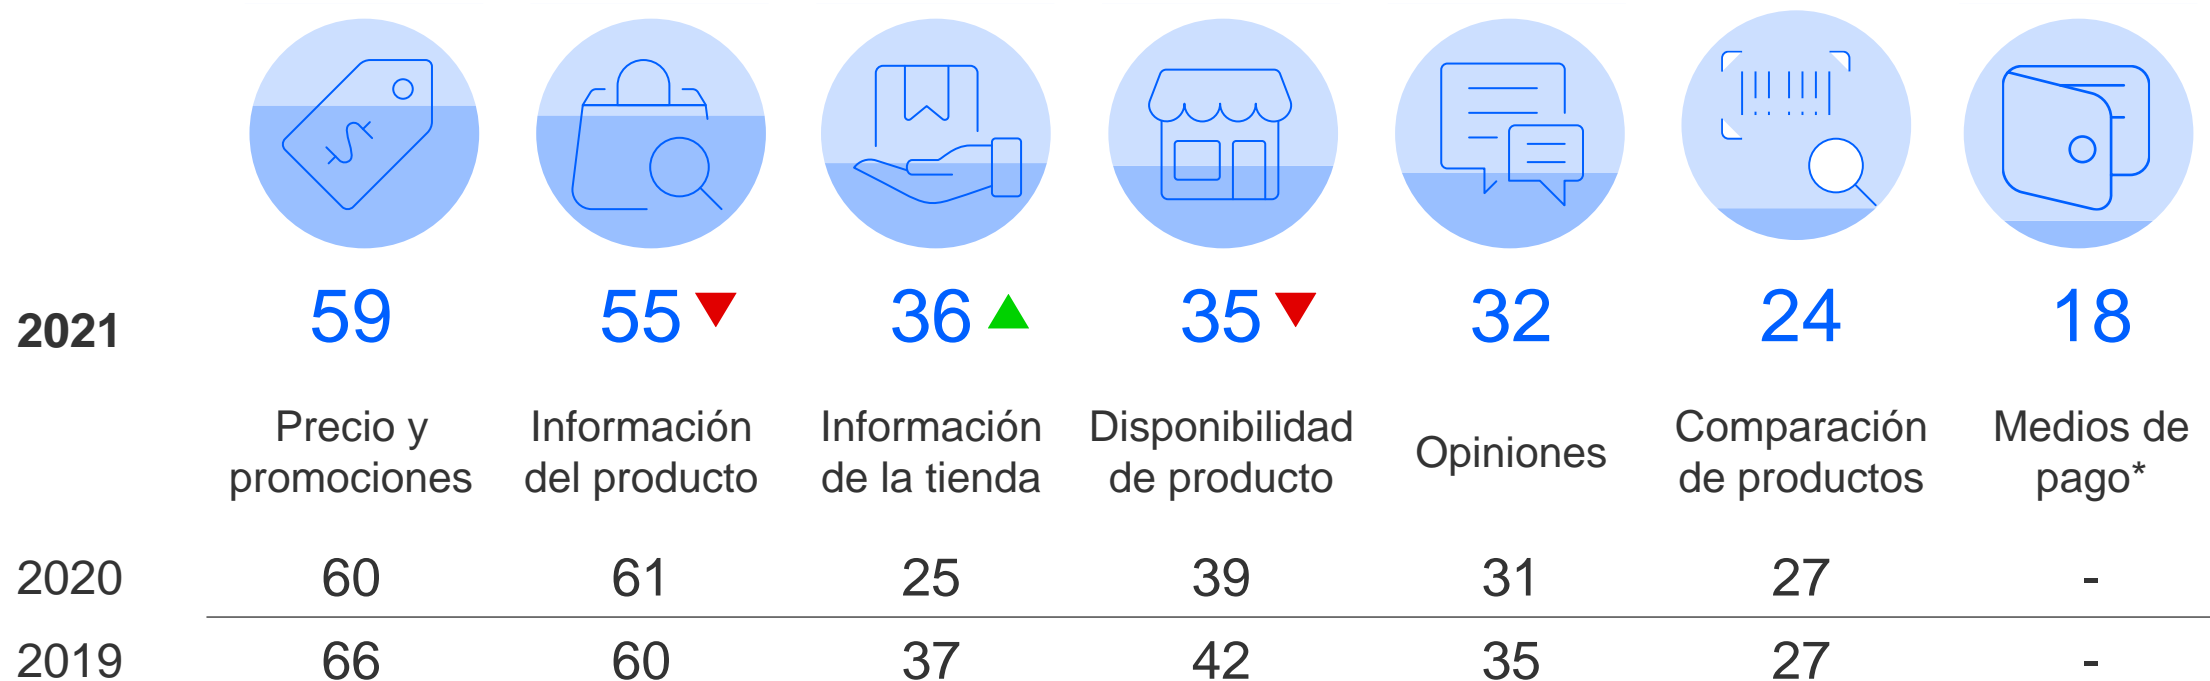 2021 59 55 36 35 32 24 18
Precio y promociones
Información del producto
Información de la tienda
Disponibilidad de producto
Opiniones
Comparación de productos
Medios de pago*
2020 60 61 25 39 31 27 -
2019 66 60 37 42 35 27 -